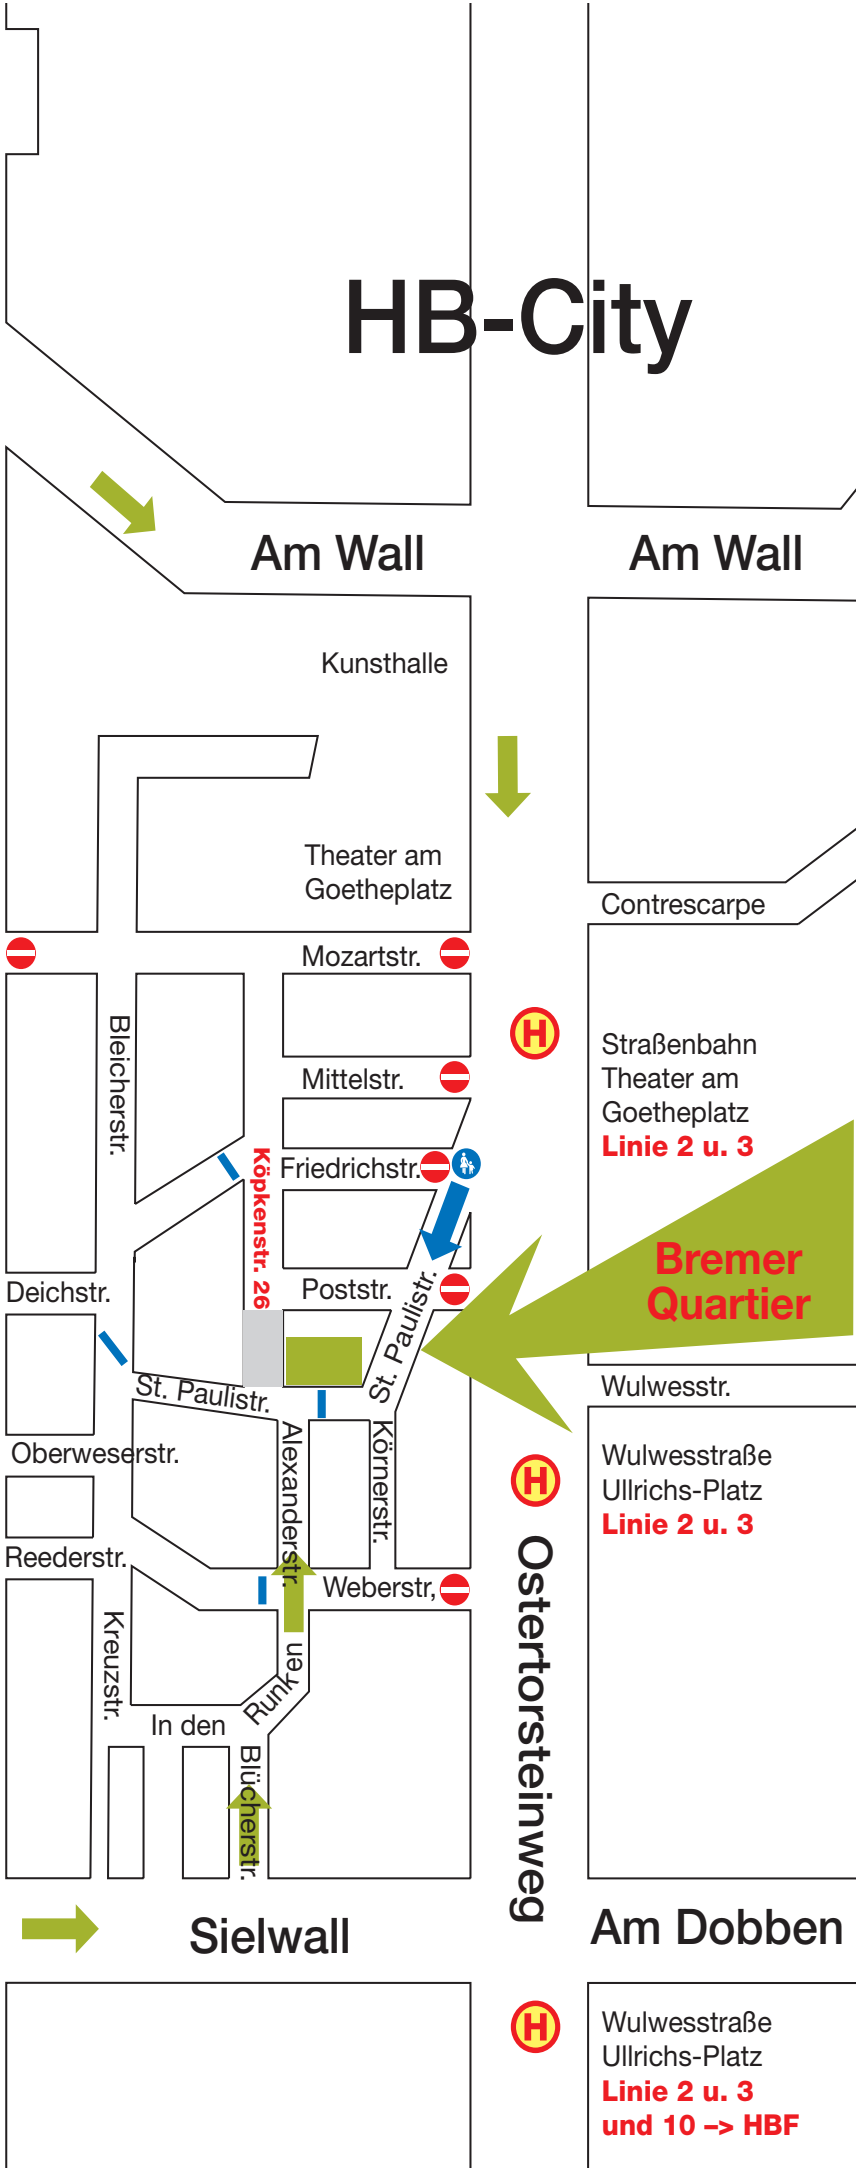 HB-City
Am Wall
Am Wall
Kunsthalle
Theater am
Goetheplatz
Contrescarpe
Mozartstr.
H
Straßenbahn
Theater am
Goetheplatz
Linie 2 u. 3
Bleicherstr.
Mittelstr.
Köpkenstr. 26
Friedrichstr.
Bremer
Quartier
Deichstr.
Poststr.
St. Paulistr.
St. Paulistr.
Wulwesstr.
Oberweserstr.
Alexanderstr.
Körnerstr.
H
Wulwesstraße
Ullrichs-Platz
Linie 2 u. 3
Reederstr.
Weberstr,
Ostertorsteinweg
Kreuzstr.
In den
Runk
ue
Blücherstr.
Sielwall
Am Dobben
H
Wulwesstraße
Ullrichs-Platz
Linie 2 u. 3
und 10 –> HBF